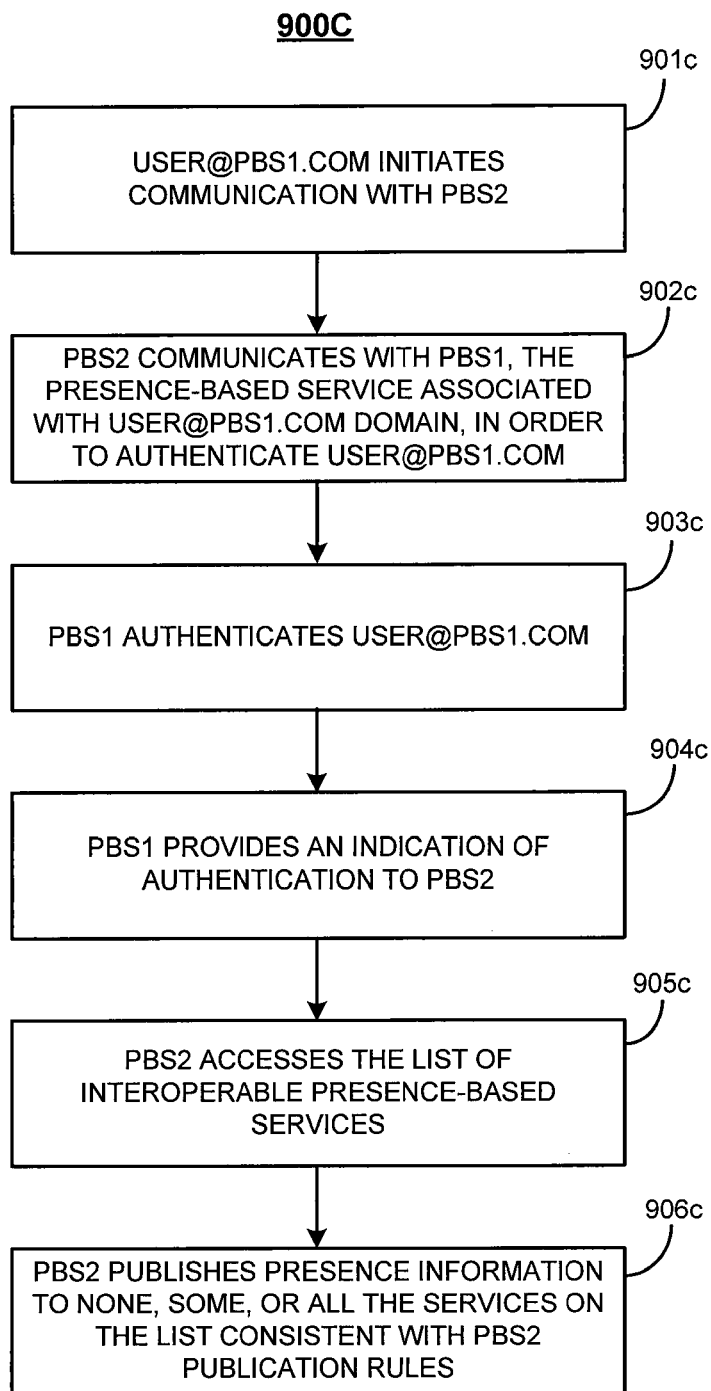 900C
901c
USER@PBS1.COM INITIATES
COMMUNICATION WITH PBS2
902c
PBS2 COMMUNICATES WITH PBS1, THE
PRESENCE-BASED SERVICE ASSOCIATED
WITH USER@PBS1.COM DOMAIN, IN ORDER
TO AUTHENTICATE USER@PBS1.COM
903c
PBS1 AUTHENTICATES USER@PBS1.COM
904c
PBS1 PROVIDES AN INDICATION OF
AUTHENTICATION TO PBS2
905c
PBS2 ACCESSES THE LIST OF
INTEROPERABLE PRESENCE-BASED
SERVICES
906c
PBS2 PUBLISHES PRESENCE INFORMATION
TO NONE, SOME, OR ALL THE SERVICES ON
THE LIST CONSISTENT WITH PBS2
PUBLICATION RULES